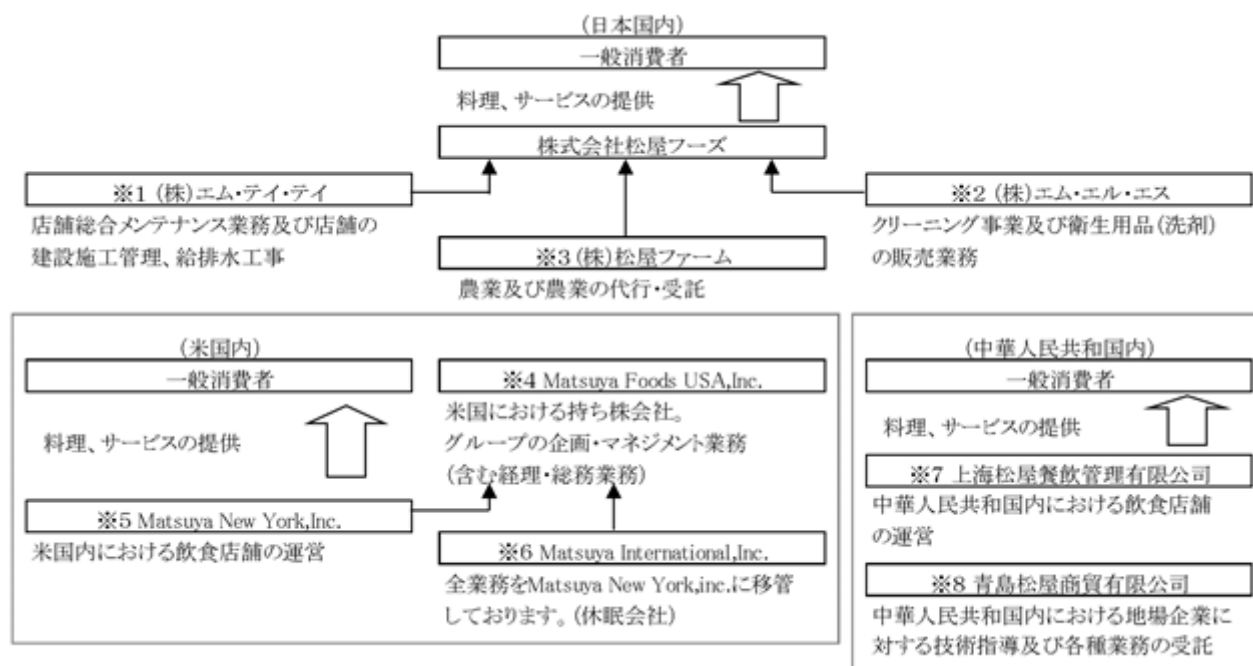 (日本国内)
一般消費者
料理、サービスの提供
株式会社松屋フーズ
※1 (株)エム・テイ・テイ
店舗総合メンテナンス業務及び店舗の
建設施工管理、給排水工事
※2 (株)エム・エル・エス
クリーニング事業及び衛生用品(洗剤)
の販売業務
※3 (株)松屋ファーム
農業及び農業の代行・受託
(米国内)
一般消費者
料理、サービスの提供
※4 Matsuya Foods USA,Inc.
米国における持ち株会社。
グループの企画・マネジメント業務
(含む経理・総務業務)
※5 Matsuya New York,Inc.
米国内における飲食店舗の運営
※6 Matsuya International,Inc.
全業務をMatsuya New York,inc.に移管
しております。(休眠会社)
(中華人民共和国内)
一般消費者
料理、サービスの提供
※7 上海松屋餐飲管理有限公司
中華人民共和国内における飲食店舗
の運営
※8 青島松屋商貿有限公司
中華人民共和国内における地場企業に
対する技術指導及び各種業務の受託